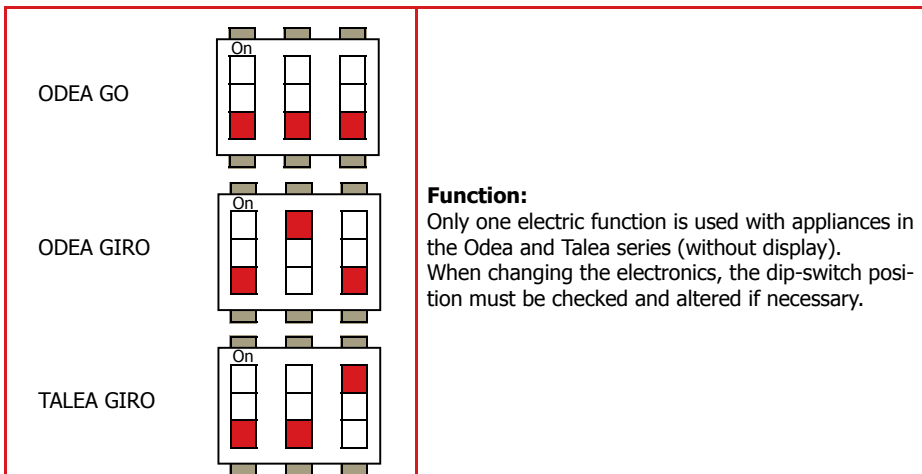 On
ODEA GO
On
ODEA GIRO
On
TALEA GIRO
Function:
Only one electric function is used with appliances in
the Odea and Talea series (without display).
When changing the electronics, the dip-switch posi-
tion must be checked and altered if necessary.